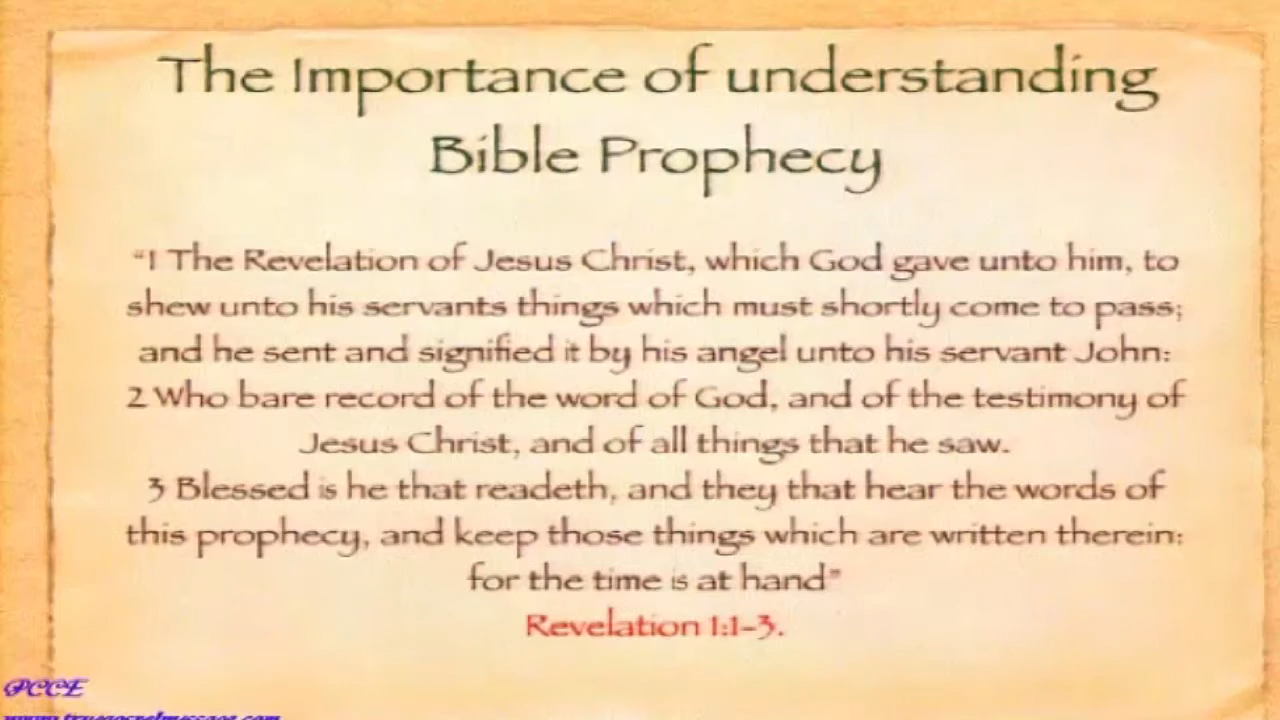 The Importance of understanding
Bible Prophecy
"1 The Revelation of Jesus Christ, which God gave unto him, to
shew unto his servants things which must shortly come to pass;
and he sent and signified it by his angel unto his servant John:
2 Who bare record of the word of God, and of the testimony of
Jesus Christ, and of all things that he saw.
3 Blessed is he that readeth, and they that hear the words of
this prophecy, and keep those things which are written therein:
for the time is at hand"
Revelation 1:1-3.
PCCE